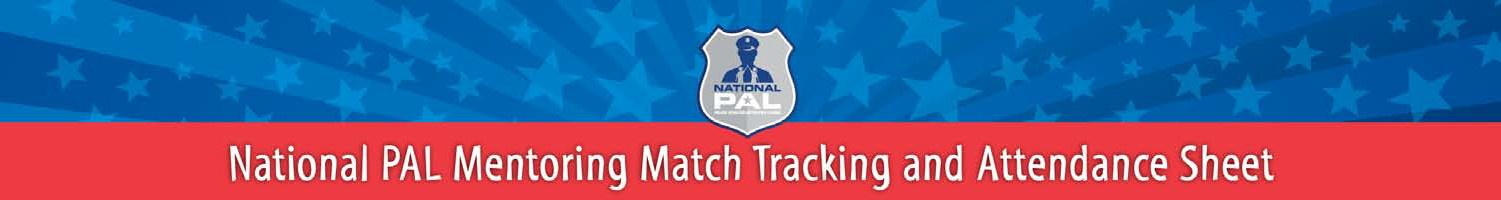 NATIONAL
PAL
National PAL Mentoring Match Tracking and Attendance Sheet